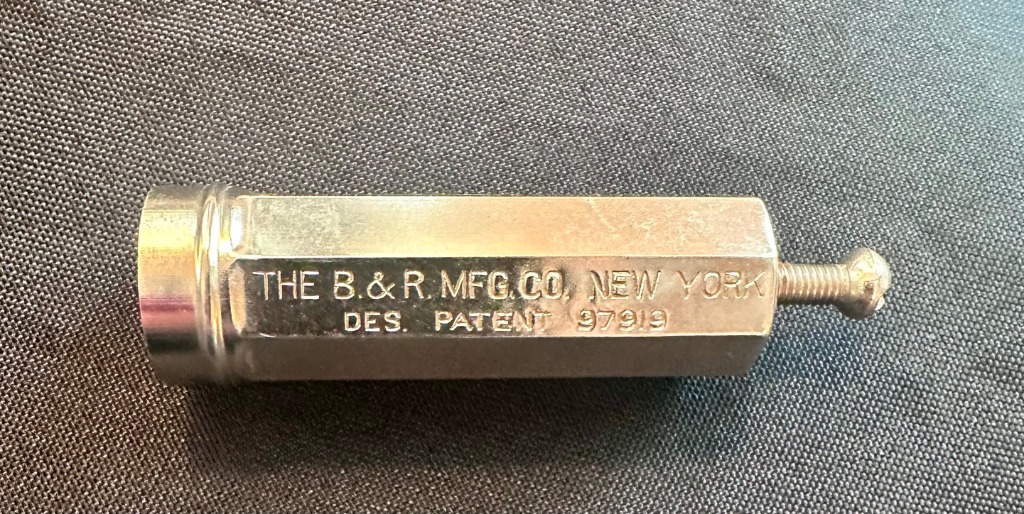 THE B. & R. MFG. CO. NEW YORK
DES. PATENT 97919